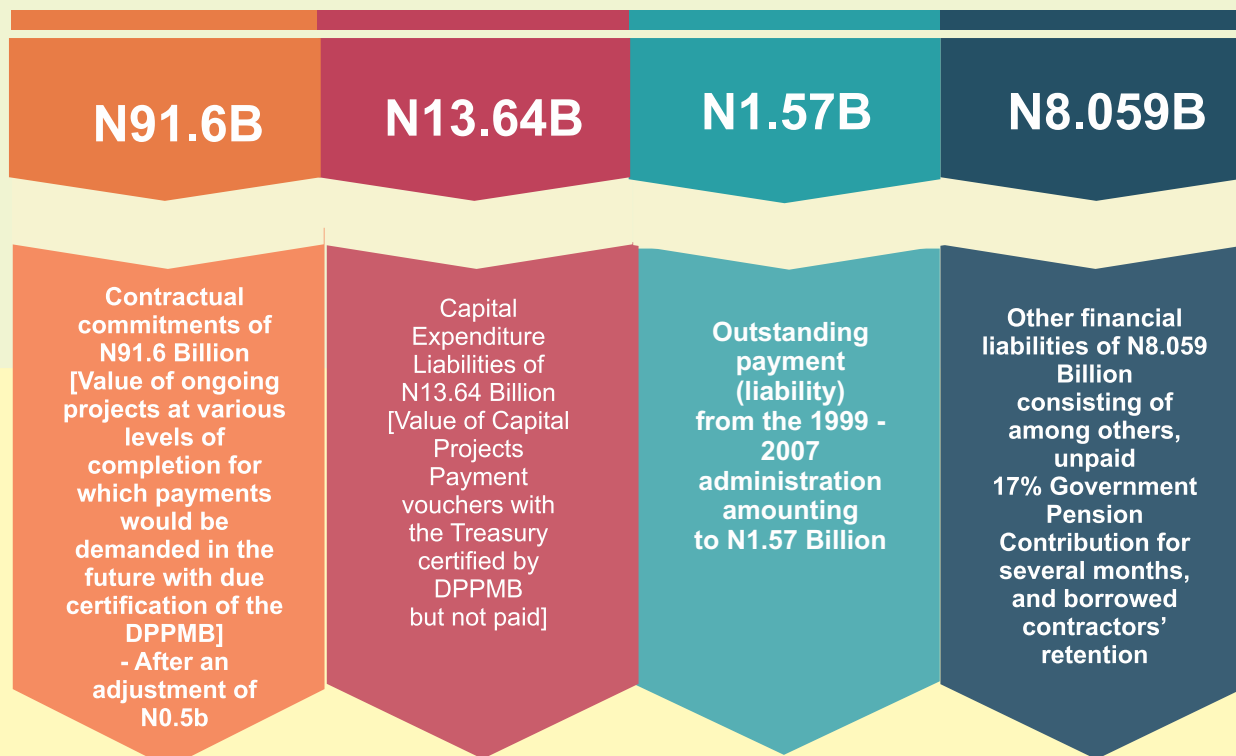 N91.6B
N13.64B
N1.57B
N8.059B
Contractual
commitments of
N91.6 Billion
[Value of ongoing
projects at various
levels of
completion for
which payments
would be
demanded in the
future with due
certification of the
DPPMB]
- After an
adjustment of
N0.5b
Capital
Expenditure
Liabilities of
N13.64 Billion
[Value of Capital
Projects
Payment
vouchers with
the Treasury
certified by
DPPMB
but not paid]
Outstanding
payment
(liability)
from the 1999 -
2007
administration
amounting
to N1.57 Billion
Other financial
liabilities of N8.059
Billion
consisting of
among others,
unpaid
17% Government
Pension
Contribution for
several months,
and borrowed
contractors’
retention